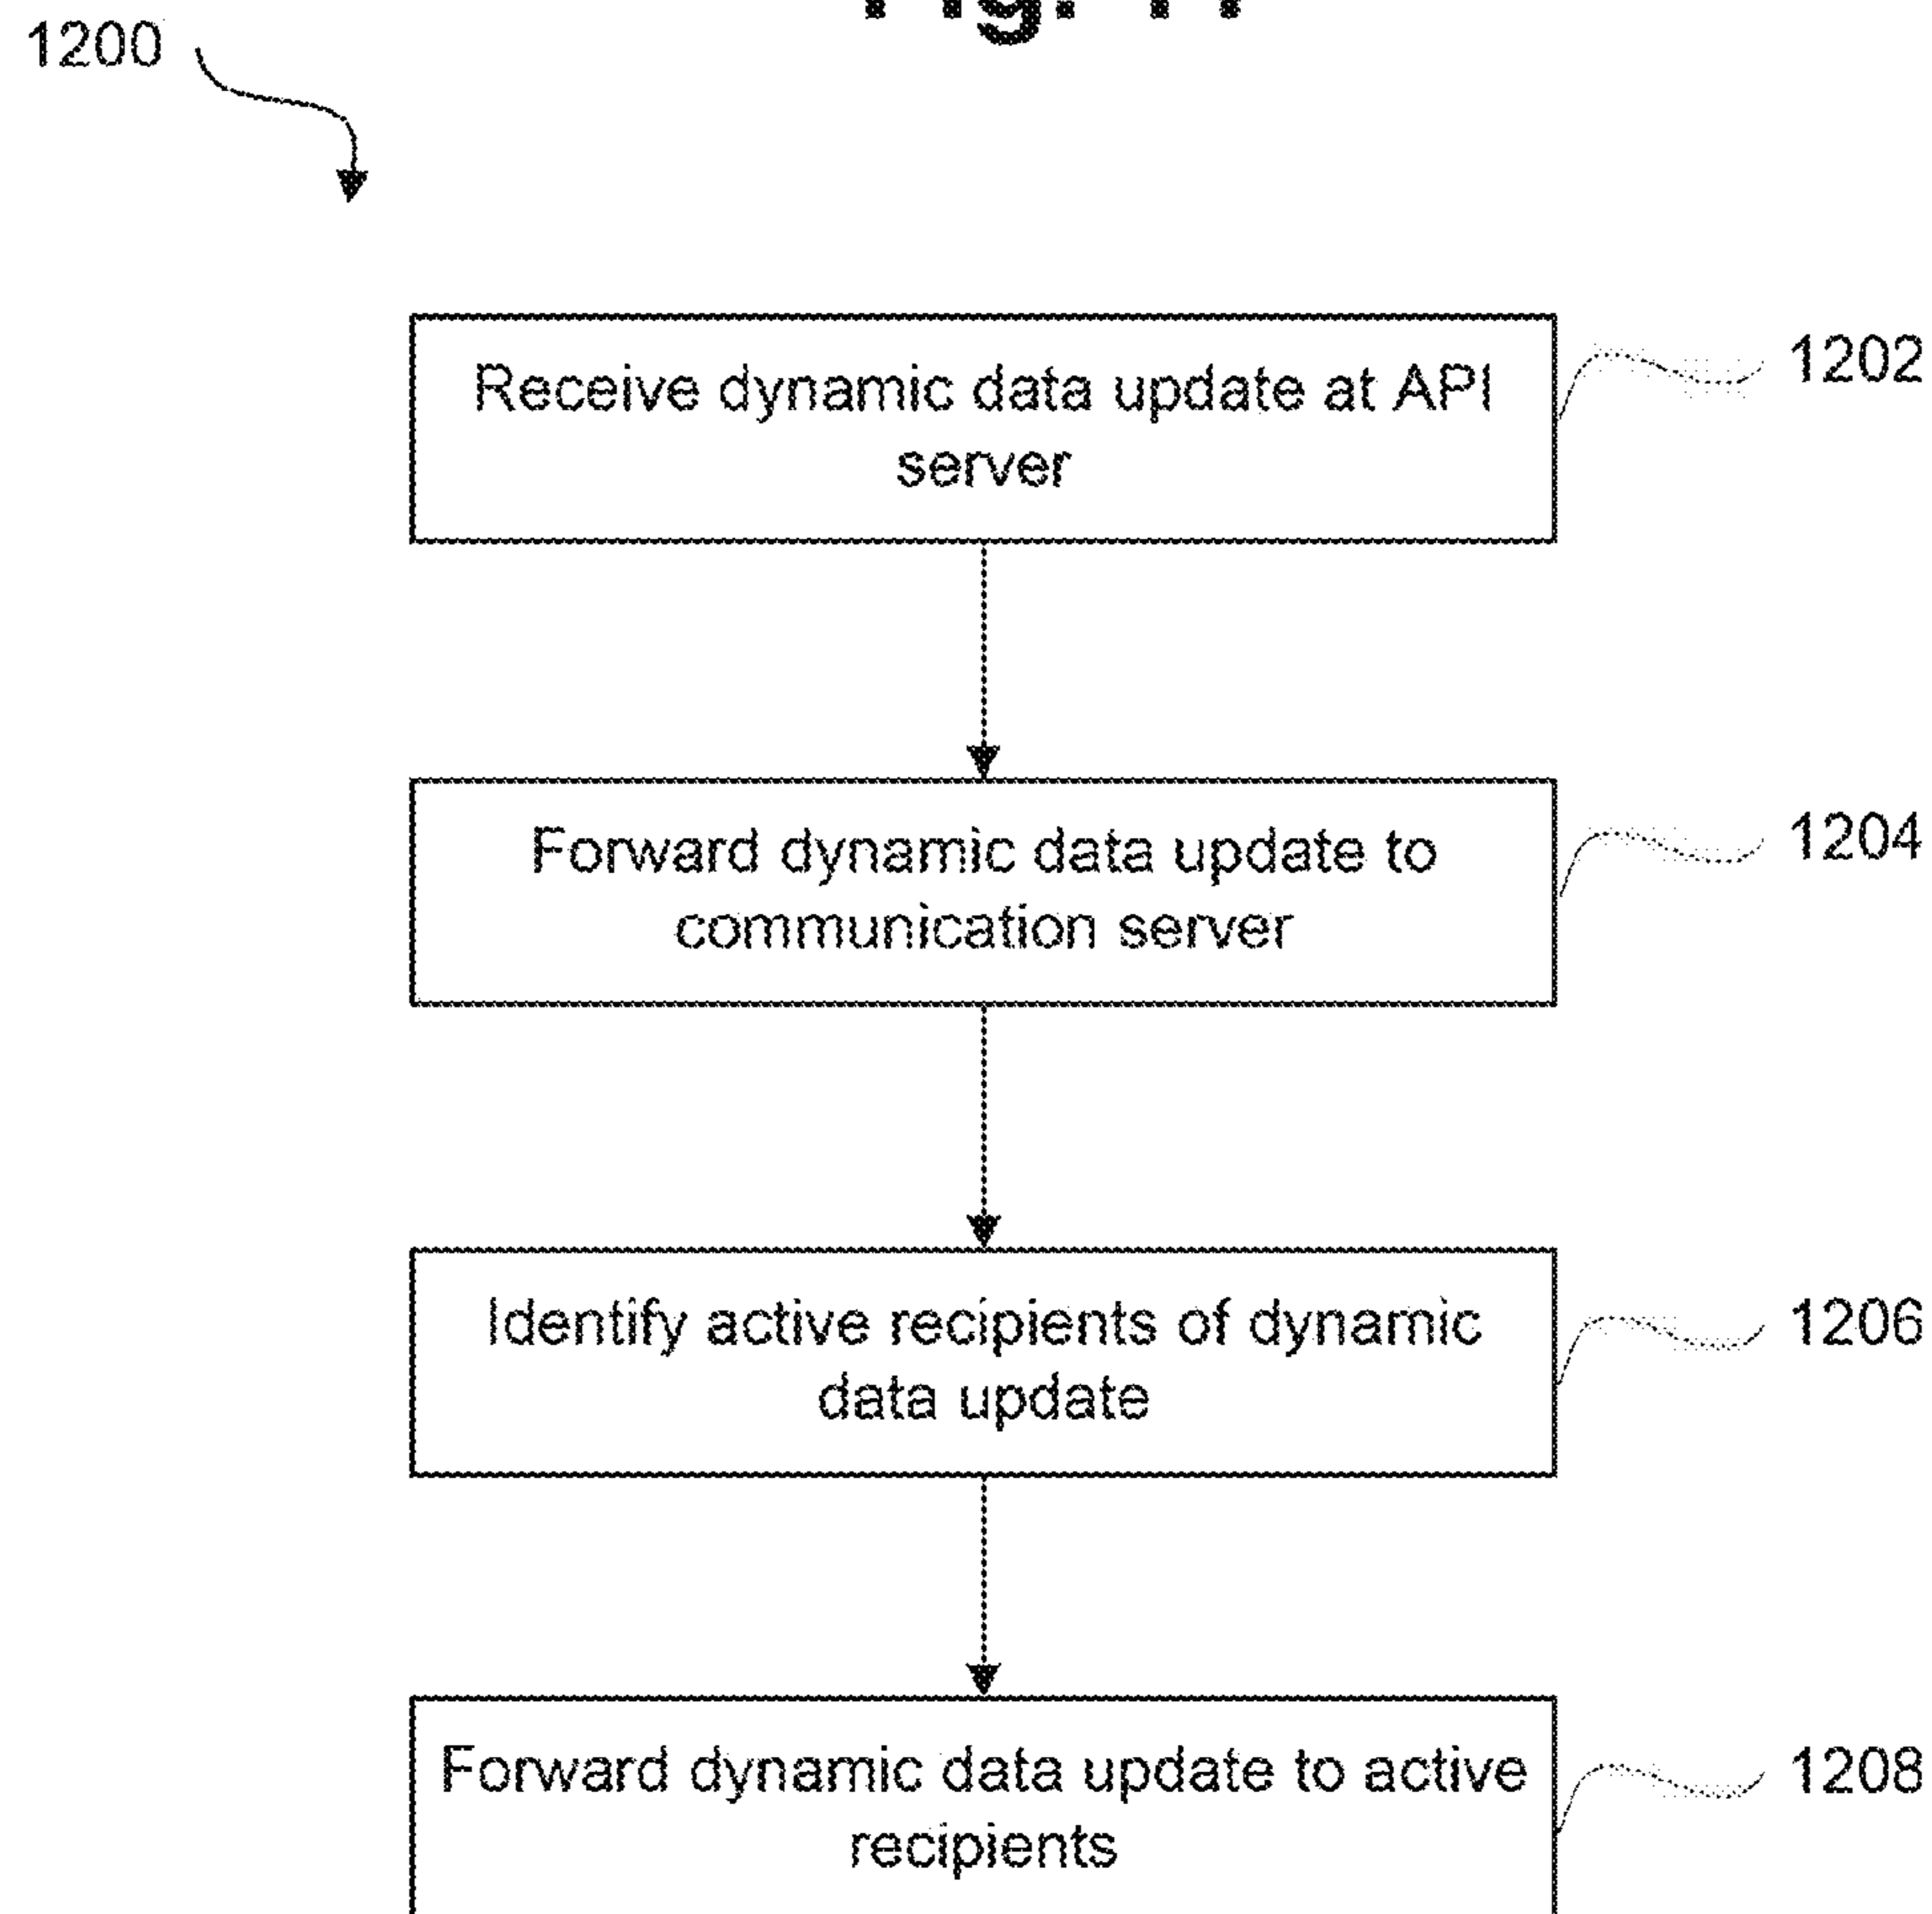 1200
Receive dynamic data update at API
server
1202
Forward dynamic data update to
communication server
1204
Identify active recipients of dynamic
data update
1206
Forward dynamic data update to active
recipients
1208